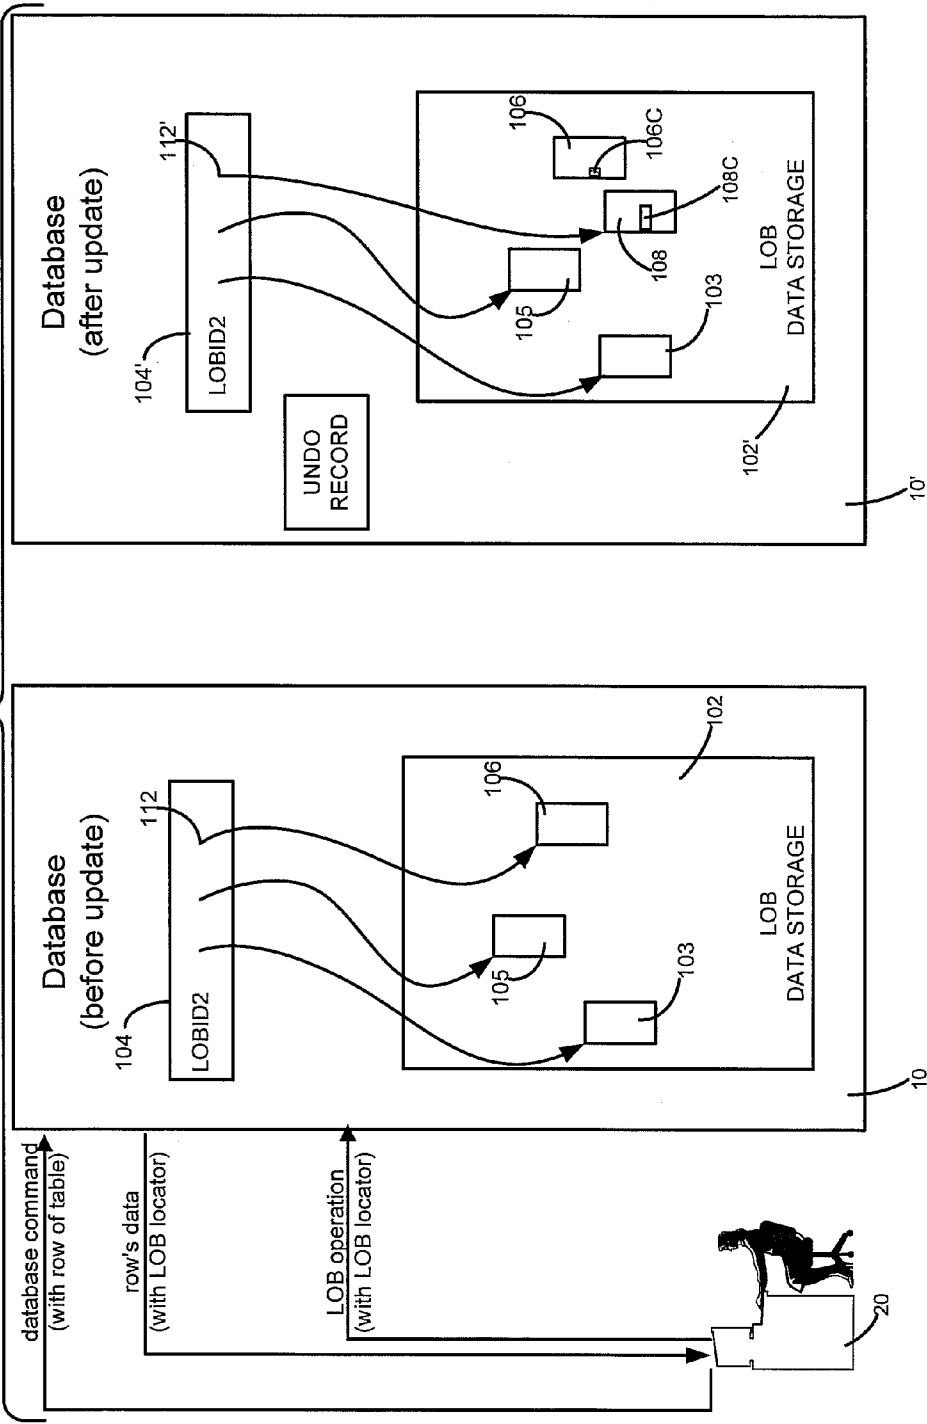 database command
(with row of table)
row's data
(with LOB locator)
LOB operation
(with LOB locator)
20
Database
(before update)
104
LOBID2
112
106
105
103
102
LOB
DATA STORAGE
10
Database
(after update)
104'
LOBID2
112'
UNDO
RECORD
106
106C
108C
108
105
103
LOB
DATA STORAGE
102'
10'